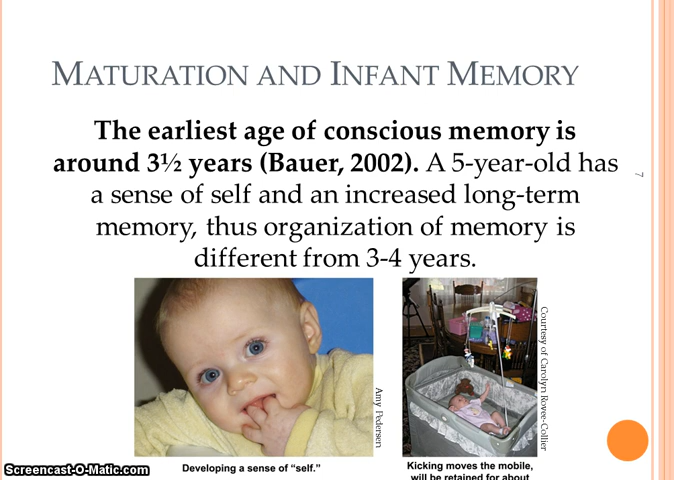 MATURATION AND INFANT MEMORY
The earliest age of conscious memory is
around 3½ years (Bauer, 2002). A 5-year-old has
a sense of self and an increased long-term
memory, thus organization of memory is
different from 3-4 years.
7
Amy Pedersen
Courtesy of Carolyn Rovee-Collier
Developing a sense of “self.”
Kicking moves the mobile,
will be retained for about
Screencast-O-Matic.com